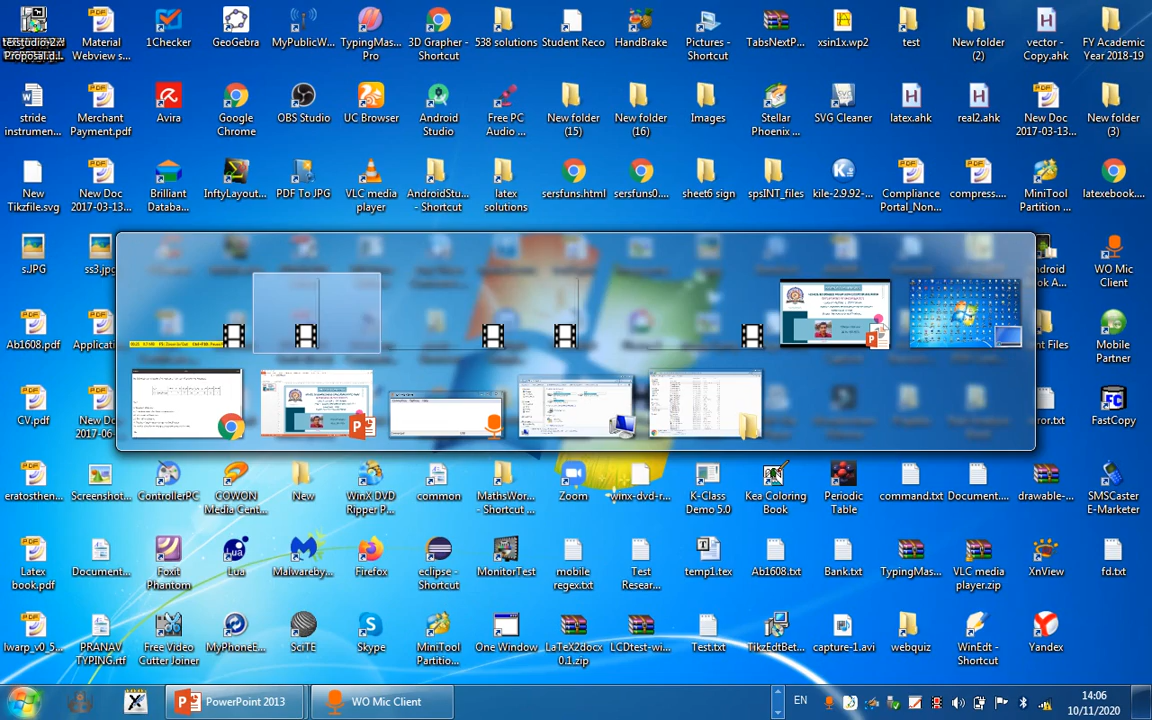 Material
Webview s...
1Checker
GeoGebra
MyPublicW...
TypingMas...
Pro
3D Grapher -
Shortcut
538 solutions
Student Reco
HandBrake
Pictures -
Shortcut
TabsNextP...
xsin1x.wp2
test
New folder
(2)
vector -
Copy.ahk
FY Academic
Year 2018-19
stride
instrumen...
Merchant
Payment.pdf
Avira
Google
Chrome
OBS Studio
UC Browser
Android
Studio
Free PC
Audio ...
New folder
(15)
New folder
(16)
Images
Stellar
Phoenix ...
SVG Cleaner
latex.ahk
real2.ahk
New Doc
2017-03-13...
New folder
(3)
New
Tikzfile.svg
New Doc
2017-03-13...
Brilliant
Databa...
InftyLayout...
PDF To JPG
VLC media
player
AndroidStu...
- Shortcut
latex
solutions
sersfuns.html
sersfuns0....
sheet6 sign
spsINT_files
kile-2.9.92-...
Compliance
Portal_Non...
compress....
MiniTool
Partition ...
latexebook....
sJPG
ss3.jpg
WO Mic
Client
Ab1608.pdf
Mobile
Partner
CV.pdf
New Do
2017-06
FastCopy
eratosthen...
Screenshot...
ControllerPC
COWON
Media Cent...
New
WinX DVD
Ripper P...
common
MathsWor...
- Shortcut ...
Zoom
winx-dvd-r...
K-Class
Demo 5.0
Kea Coloring
Book
Periodic
Table
command.txt
Document....
drawable-...
SMSCaster
E-Marketer
Latex
book.pdf
Document...
Foxit
Phantom
Lua
Malwareby...
Firefox
eclipse -
Shortcut
MonitorTest
mobile
regex.txt
Test
Resear...
temp1.tex
Ab1608.txt
Bank.txt
TypingMas...
VLC media
player.zip
XnView
fd.txt
lwarp_v0_5...
PRANAV
TYPING.rtf
Free Video
Cutter Joiner
MyPhoneE...
SciTE
Skype
MiniTool
Partitio...
One Window
LaTeX2docx
0.1.zip
LCDtest-wi...
Test.txt
TikzEdtBet...
capture-1.avi
webquiz
WinEdt -
Shortcut
Yandex
PowerPoint 2013
WO Mic Client
EN
14:06
10/11/2020